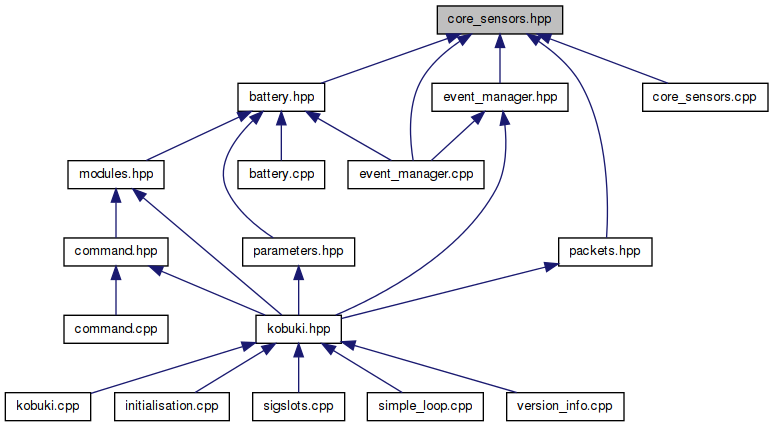 core_sensors.hpp
battery.hpp
event_manager.hpp
core_sensors.cpp
modules.hpp
battery.cpp
event_manager.cpp
command.hpp
parameters.hpp
packets.hpp
command.cpp
kobuki.hpp
kobuki.cpp
initialisation.cpp
sigslots.cpp
simple_loop.cpp
version_info.cpp